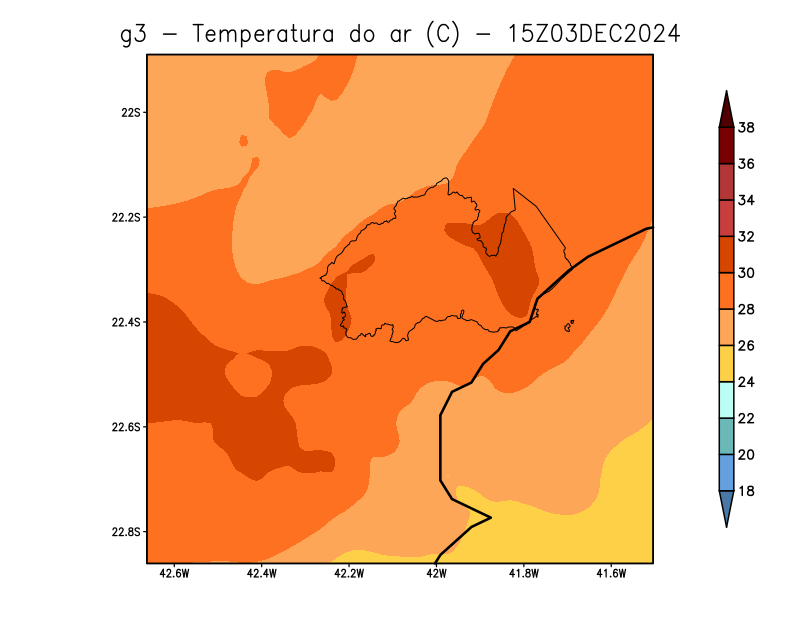 g3 - Temperatura do ar (C) - 15Z03DEC2024
22S
22.2S
22.4S
22.6S
22.8S
42.6W
42.4W
42.2W
42W
41.8W
41.6W
38
36
34
32
30
28
26
24
22
20
18